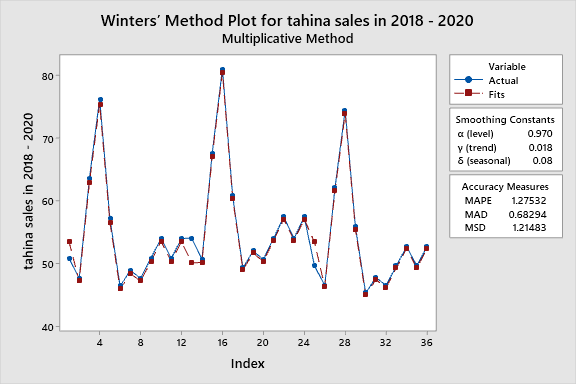 Winters’ Method Plot for tahina sales in 2018 - 2020
Multiplicative Method
tahina sales in 2018 - 2020
80
70
60
50
40
4 8 12 16 20 24 28 32 36
Index
Variable
Actual
Fits
Smoothing Constants
α (level) 0.970
γ (trend) 0.018
δ (seasonal) 0.08
Accuracy Measures
MAPE 1.27532
MAD 0.68294
MSD 1.21483